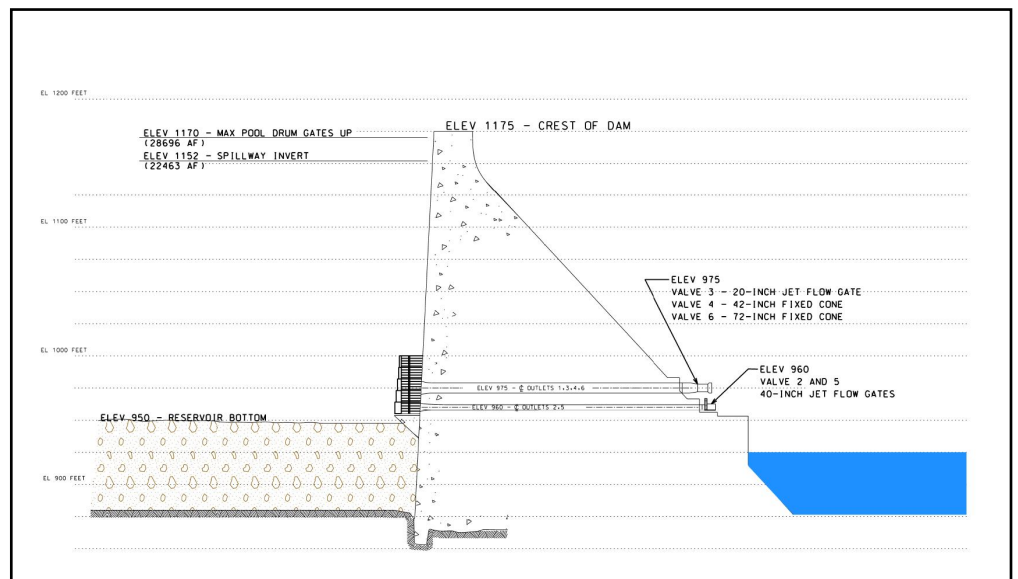 EL 1200 FEET
ELEV 1175 - CREST OF DAM
ELEV 1170 - MAX POOL DRUM GATES UP
(28696 AF)
ELEV 1152 - SPILLWAY INVERT
(22463 AF)
EL 1100 FEET
ELEV 975
VALVE 3 - 20-INCH JET FLOW GATE
VALVE 4 - 42-INCH FIXED CONE
VALVE 6 - 72-INCH FIXED CONE
EL 1000 FEET
ELEV 960
VALVE 2 AND 5
40-INCH JET FLOW GATES
ELEV 975 - ℄ OUTLETS 1,3,4,6
ELEV 960 - ℄ OUTLETS 2,5
ELEV 950 - RESERVOIR BOTTOM
EL 900 FEET